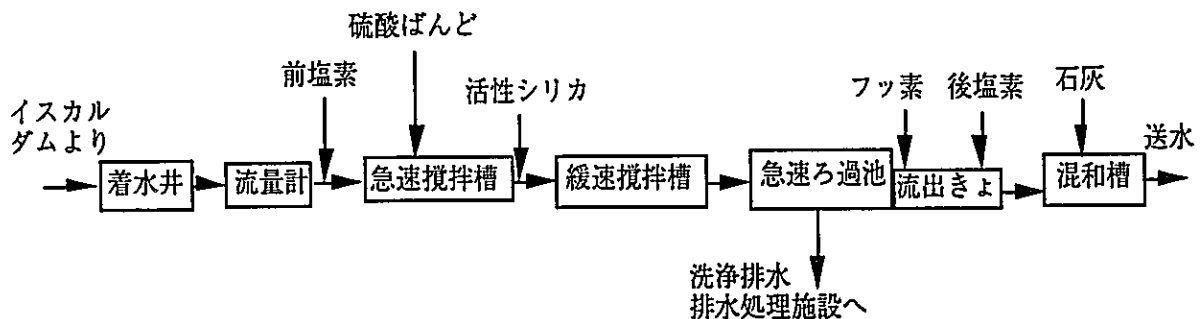 硫酸ばんど
前塩素
活性シリカ
フッ素
後塩素
石灰
イスカル
ダムより
送水
着水井
流量計
急速攪拌槽
緩速攪拌槽
急速ろ過池
流出きょ
混和槽
洗浄排水
排水処理施設へ